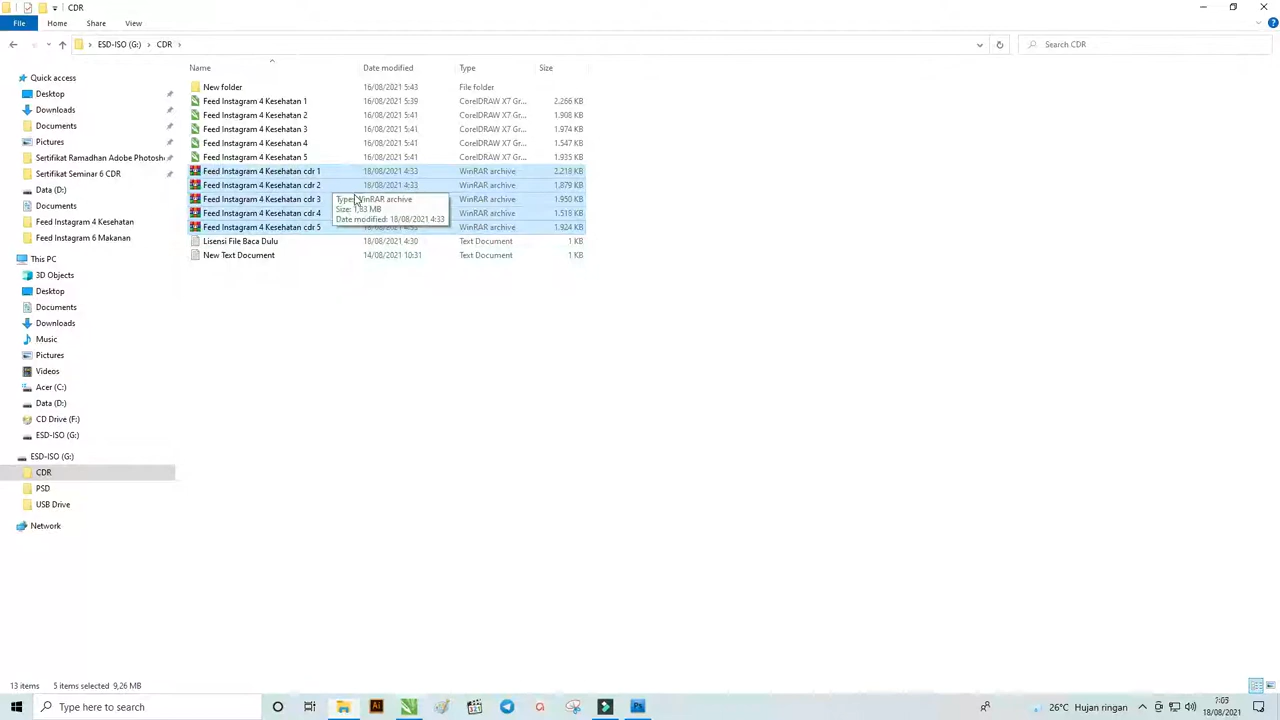 CDR
File Home Share View
ESD-ISO (G:) CDR
Search CDR
Name Date modified Type Size
New folder 16/08/2021 5:43 File folder
Feed Instagram 4 Kesehatan 1 16/08/2021 5:39 CorelDRAW X7 Gr... 2.266 KB
Feed Instagram 4 Kesehatan 2 16/08/2021 5:41 CorelDRAW X7 Gr... 1.908 KB
Feed Instagram 4 Kesehatan 3 16/08/2021 5:41 CorelDRAW X7 Gr... 1.974 KB
Feed Instagram 4 Kesehatan 4 16/08/2021 5:41 CorelDRAW X7 Gr... 1.518 KB
Feed Instagram 4 Kesehatan 5 16/08/2021 5:41 CorelDRAW X7 Gr... 1.935 KB
Feed Instagram 4 Kesehatan cdr 1 18/08/2021 4:33 WinRAR archive 2.218 KB
Feed Instagram 4 Kesehatan cdr 2 18/08/2021 4:33 WinRAR archive 1.879 KB
Feed Instagram 4 Kesehatan cdr 3 WinRAR archive 1.950 KB
Feed Instagram 4 Kesehatan cdr 4 WinRAR archive 1.518 KB
Feed Instagram 4 Kesehatan cdr 5 WinRAR archive 1.924 KB
Type: WinRAR archive
Size: 1,83 MB
Date modified: 18/08/2021 4:33
Lisensi File Baca Dulu 18/08/2021 4:30 Text Document 1 KB
New Text Document 14/08/2021 10:31 Text Document 1 KB
Quick access
Desktop
Downloads
Documents
Pictures
Sertifikat Ramadhan Adobe Photosh
Sertifikat Seminar 6 CDR
Data (D:)
Documents
Feed Instagram 4 Kesehatan
Feed Instagram 6 Makanan
This PC
3D Objects
Desktop
Documents
Downloads
Music
Pictures
Videos
Acer (C:)
Data (D:)
CD Drive (F:)
ESD-ISO (G:)
ESD-ISO (G:)
CDR
PSD
USB Drive
Network
13 items 5 items selected 9,26 MB
Type here to search
26°C Hujan ringan
18/08/2021